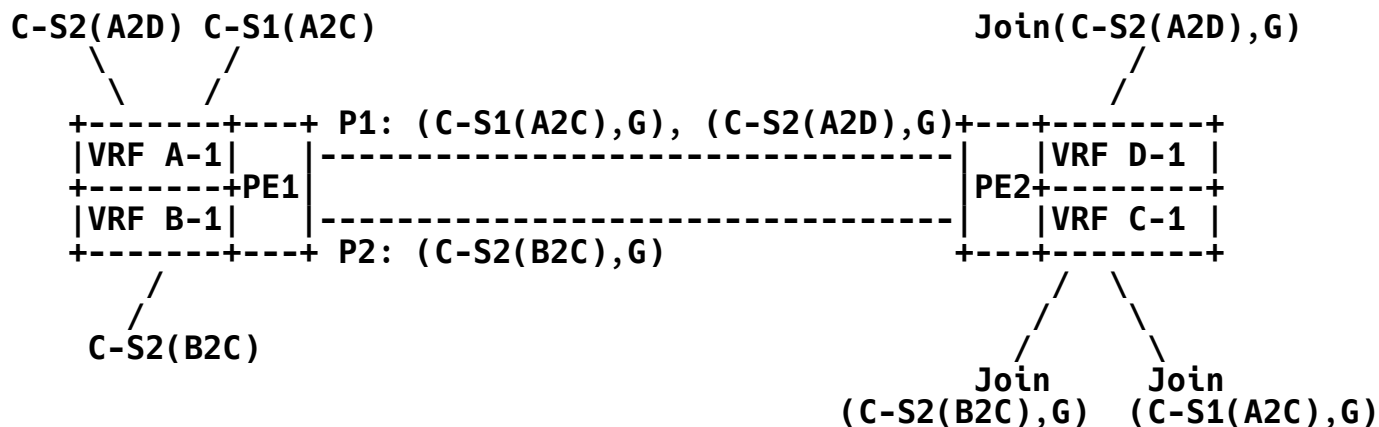 C-S2(A2D) C-S1(A2C) Join(C-S2(A2D),G)
P1: (C-S1(A2C),G), (C-S2(A2D),G)
VRF A-1 VRF D-1
PE1 PE2
VRF B-1 VRF C-1
P2: (C-S2(B2C),G)
C-S2(B2C)
Join Join
(C-S2(B2C),G) (C-S1(A2C),G)